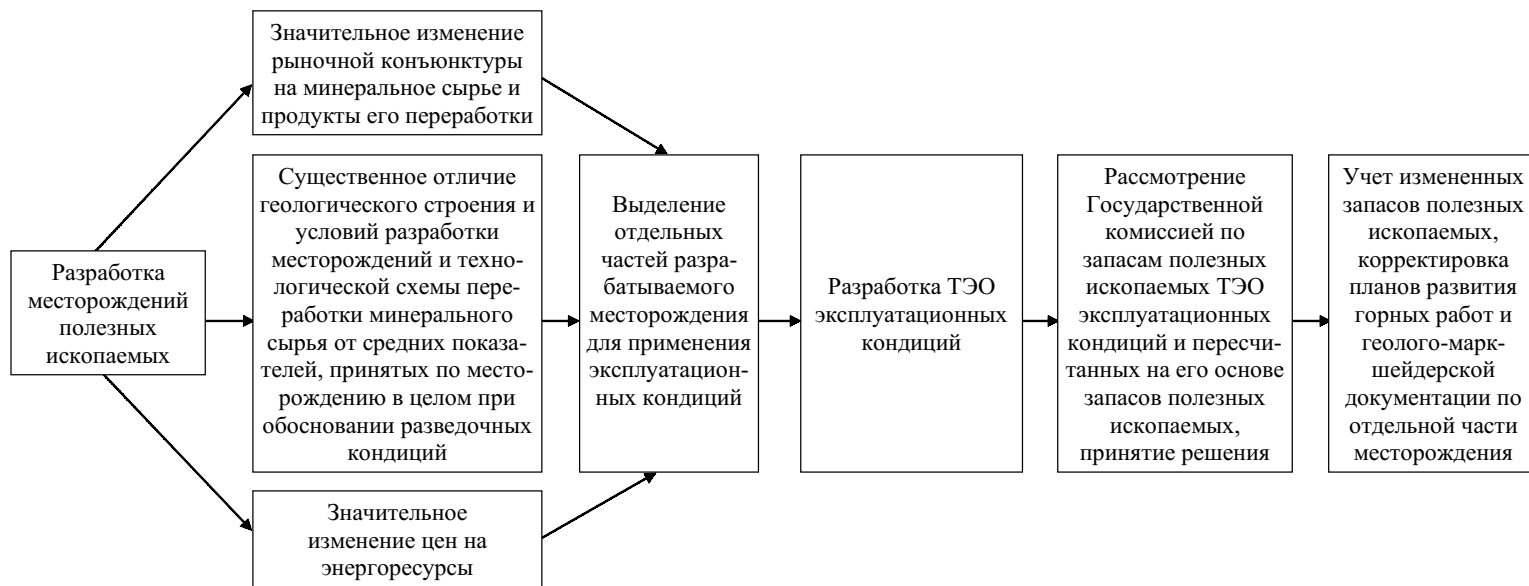 Разработка
месторождений
полезных
ископаемых
Значительное изменение
рыночной конъюнктуры
на минеральное сырье и
продукты его переработки
Существенное отличие
геологического строения и
условий разработки
месторождений и техно-
логической схемы пере-
работки минерального
сырья от средних показа-
телей, принятых по место-
рождению в целом при
обосновании разведочных
кондиций
Значительное
изменение цен на
энергоресурсы
Выделение
отдельных
частей разра-
батываемого
месторождения
для применения
эксплуатацион-
ных кондиций
Разработка ТЭО
эксплуатационных
кондиций
Рассмотрение
Государственной
комиссией по
запасам полезных
ископаемых ТЭО
эксплуатационных
кондиций и пересчи-
танных на его основе
запасов полезных
ископаемых,
принятие решения
Учет измененных
запасов полезных
ископаемых,
корректировка
планов развития
горных работ и
геолого-марк-
шейдерской
документации по
отдельной части
месторождения